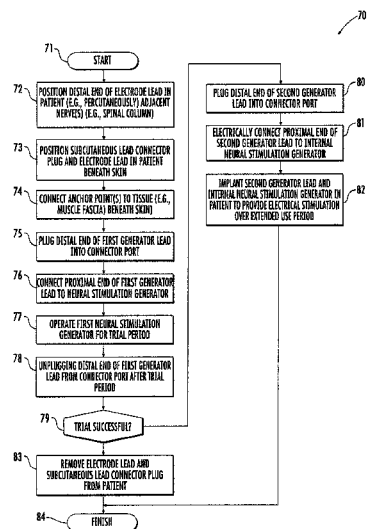 70
71
START
72
POSITION DISTAL END OF ELECTRODE LEAD IN
PATIENT (E.G., PERCUTANEOUSLY) ADJACENT
NERVE(S) (E.G., SPINAL COLUMN)
73
POSITION SUBCUTANEOUS LEAD CONNECTOR
PLUG AND ELECTRODE LEAD IN PATIENT
BENEATH SKIN
74
CONNECT ANCHOR POINT(S) TO TISSUE (E.G.,
MUSCLE FASCIA) BENEATH SKIN)
75
PLUG DISTAL END OF FIRST GENERATOR LEAD
INTO CONNECTOR PORT
76
CONNECT PROXIMAL END OF FIRST GENERATOR
LEAD TO NEURAL STIMULATION GENERATOR
77
OPERATE FIRST NEURAL STIMULATION
GENERATOR FOR TRIAL PERIOD
78
UNPLUGGING DISTAL END OF FIRST GENERATOR
LEAD FROM CONNECTOR PORT AFTER TRIAL
PERIOD
79
TRIAL SUCCESSFUL?
83
REMOVE ELECTRODE LEAD AND
SUBCUTANEOUS LEAD CONNECTOR PLUG
FROM PATIENT
84
FINISH
80
PLUG DISTAL END OF SECOND GENERATOR
LEAD INTO CONNECTOR PORT
81
ELECTRICALLY CONNECT PROXIMAL END OF
SECOND GENERATOR LEAD TO INTERNAL
NEURAL STIMULATION GENERATOR
82
IMPLANT SECOND GENERATOR LEAD AND
INTERNAL NEURAL STIMULATION GENERATOR IN
PATIENT TO PROVIDE ELECTRICAL STIMULATION
OVER EXTENDED USE PERIOD